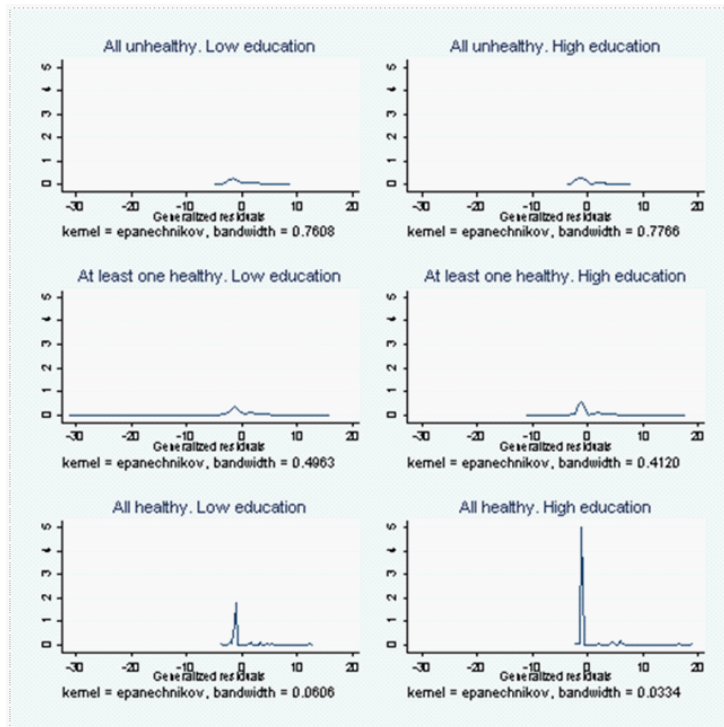 All unhealthy. Low education
5
4
3
2
1
0
-30 -20 -10 0 10 20
Generalized residuals
kernel = epanechnikov, bandwidth = 0.7608
All unhealthy. High education
5
4
3
2
1
0
-30 -20 -10 0 10 20
Generalized residuals
kernel = epanechnikov, bandwidth = 0.7766
At least one healthy. Low education
5
4
3
2
1
0
-30 -20 -10 0 10 20
Generalized residuals
kernel = epanechnikov, bandwidth = 0.4963
At least one healthy. High education
5
4
3
2
1
0
-30 -20 -10 0 10 20
Generalized residuals
kernel = epanechnikov, bandwidth = 0.4120
All healthy. Low education
5
4
3
2
1
0
-30 -20 -10 0 10 20
Generalized residuals
kernel = epanechnikov, bandwidth = 0.0606
All healthy. High education
5
4
3
2
1
0
-30 -20 -10 0 10 20
Generalized residuals
kernel = epanechnikov, bandwidth = 0.0334